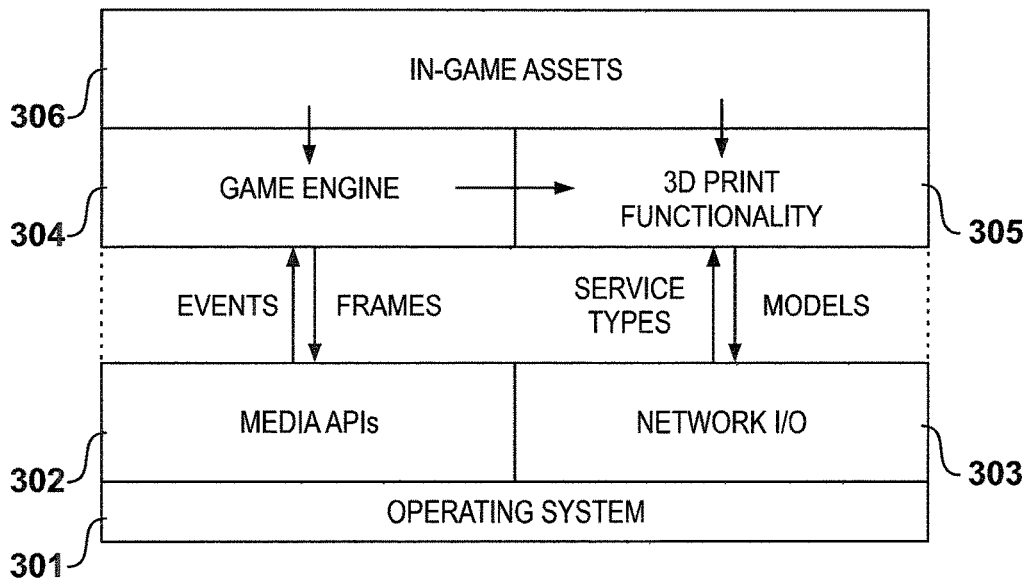 IN-GAME ASSETS
306
GAME ENGINE
3D PRINT
FUNCTIONALITY
304
305
EVENTS
FRAMES
SERVICE
TYPES
MODELS
MEDIA APIs
NETWORK I/O
302
303
OPERATING SYSTEM
301